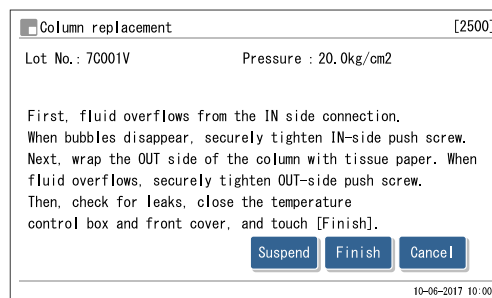 Column replacement [2500]
Lot No.: 7C001V Pressure : 20.0kg/cm2
First, fluid overflows from the IN side connection.
When bubbles disappear, securely tighten IN-side push screw.
Next, wrap the OUT side of the column with tissue paper. When
fluid overflows, securely tighten OUT-side push screw.
Then, check for leaks, close the temperature
control box and front cover, and touch [Finish].
Suspend Finish Cancel
10-06-2017 10:00